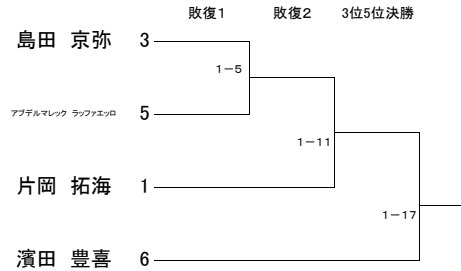 敗復1 敗復2 3位5位決勝
島田 京弥 3
1-5
アブデルマレック ラッファエッロ 5
1-11
片岡 拓海 1
1-17
濱田 豊喜 6